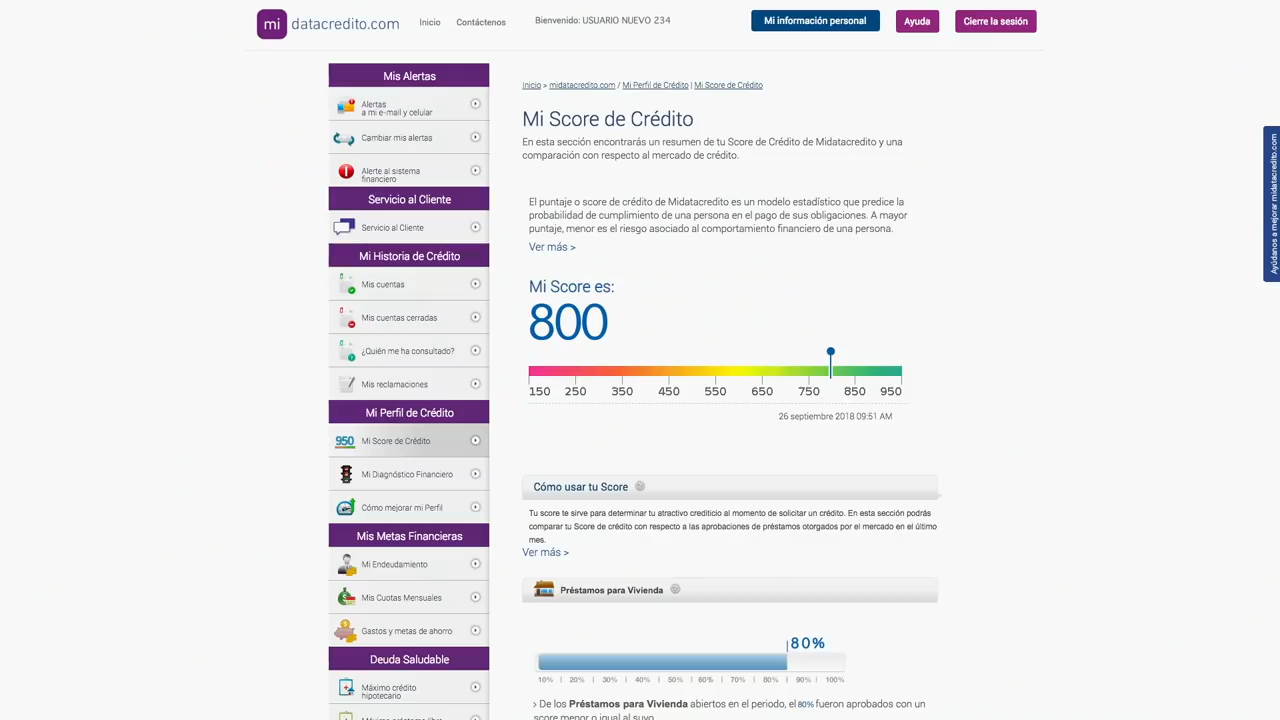 mi datacredito.com
Inicio
Contáctenos
Bienvenido: USUARIO NUEVO 234
Mi información personal
Ayuda
Cierre la sesión
Mis Alertas
Alertas
a mi e-mail y celular
Cambiar mis alertas
Alerte al sistema
financiero
Servicio al Cliente
Servicio al Cliente
Mi Historia de Crédito
Mis cuentas
Mis cuentas cerradas
¿Quién me ha consultado?
Mis reclamaciones
Mi Perfil de Crédito
950 Mi Score de Crédito
Mi Diagnóstico Financiero
Cómo mejorar mi Perfil
Mis Metas Financieras
Mi Endeudamiento
Mis Cuotas Mensuales
Gastos y metas de ahorro
Deuda Saludable
Máximo crédito
hipotecario
Inicio > midatacredito.com / Mi Perfil de Crédito | Mi Score de Crédito
Mi Score de Crédito
En esta sección encontrarás un resumen de tu Score de Crédito de Midatacredito y una
comparación con respecto al mercado de crédito.
El puntaje o score de crédito de Midatacredito es un modelo estadístico que predice la
probabilidad de cumplimiento de una persona en el pago de sus obligaciones. A mayor
puntaje, menor es el riesgo asociado al comportamiento financiero de una persona.
Ver más >
Mi Score es:
800
150 250 350 450 550 650 750 850 950
26 septiembre 2018 09:51 AM
Cómo usar tu Score
Tu score te sirve para determinar tu atractivo crediticio al momento de solicitar un crédito. En esta sección podrás
comparar tu Score de crédito con respecto a las aprobaciones de préstamos otorgados por el mercado en el último
mes.
Ver más >
Préstamos para Vivienda
80%
10% | 20% | 30% | 40% | 50% | 60% | 70% | 80% | 90% | 100%
> De los Préstamos para Vivienda abiertos en el periodo, el 80% fueron aprobados con un
score menor o igual al suyo
Ayúdanos a mejorar midatacredito.com